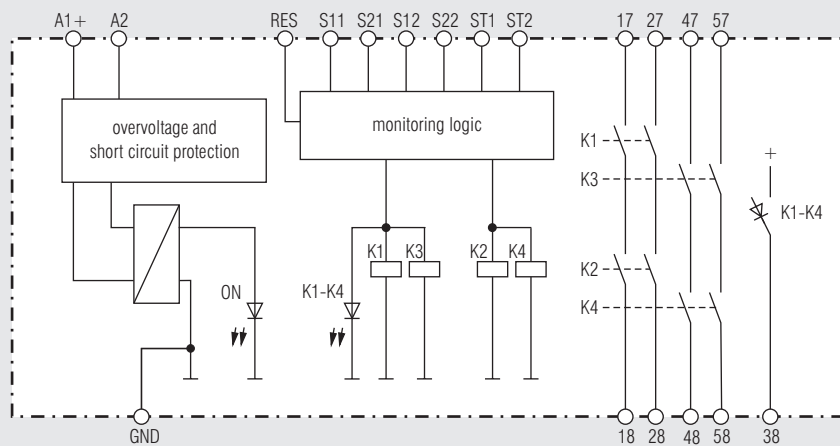 A1+ A2 RES S11 S21 S12 S22 ST1 ST2 17 27 47 57
overvoltage and
short circuit protection
monitoring logic
K1
K3
+
K1-K4
K1 K3 K2 K4
K2
ON K1-K4
K4
GND 18 28 48 58 38